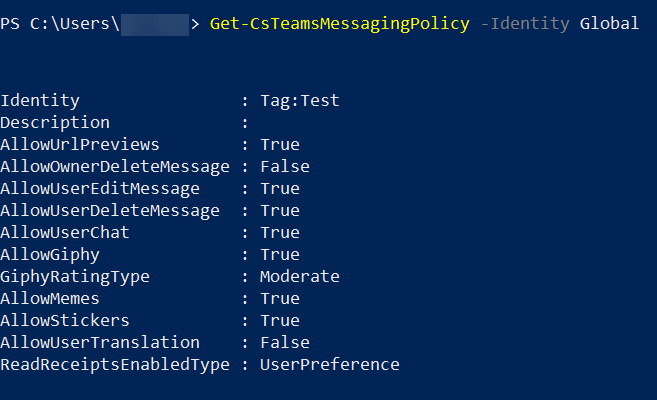 PS C:\Users\> Get-CsTeamsMessagingPolicy -Identity Global
Identity : Tag:Test
Description :
AllowUrlPreviews : True
AllowOwnerDeleteMessage : False
AllowUserEditMessage : True
AllowUserDeleteMessage : True
AllowUserChat : True
AllowGiphy : True
GiphyRatingType : Moderate
AllowMemes : True
AllowStickers : True
AllowUserTranslation : False
ReadReceiptsEnabledType : UserPreference